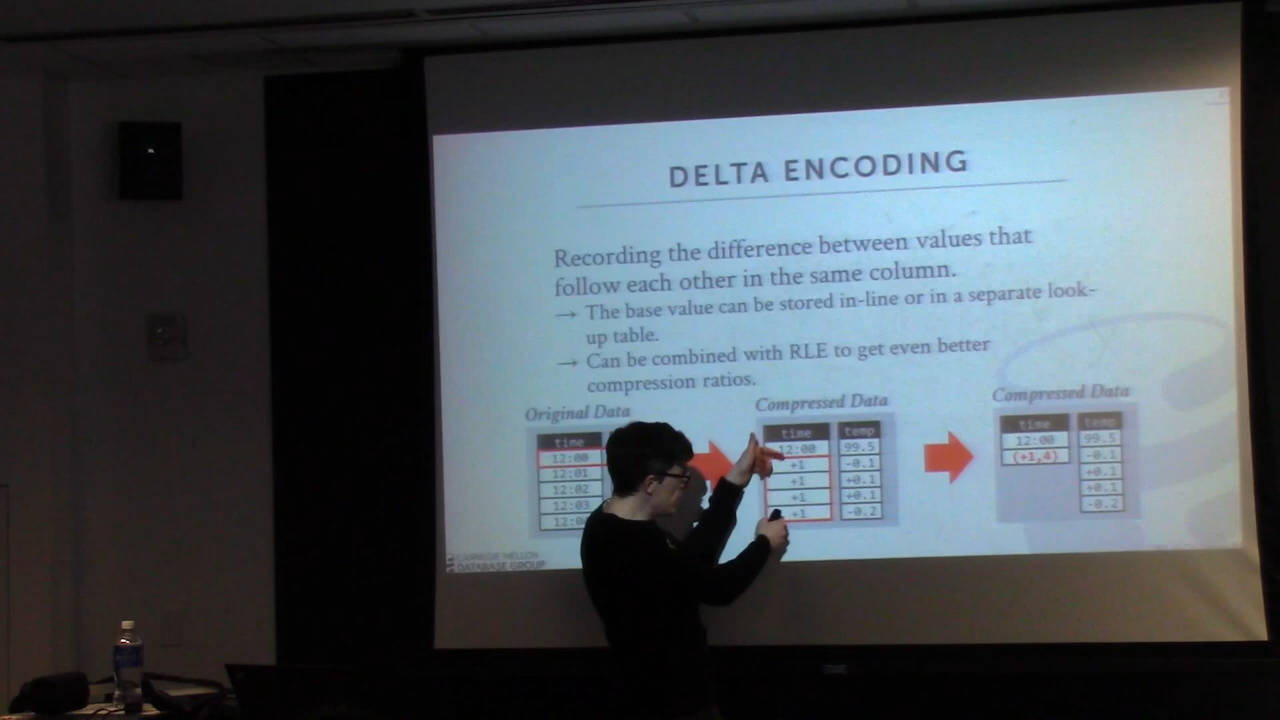 DELTA ENCODING
Recording the difference between values that
follow each other in the same column.
→ The base value can be stored in-line or in a separate look-
up table.
→ Can be combined with RLE to get even better
compression ratios.
Original Data
time
12:00
12:01
12:02
12:03
Compressed Data
time temp
12:00 99.5
+1 -0.1
+1 +0.1
+1 +0.1
+1 -0.2
Compressed Data
time temp
12:00 99.5
(+1,4) -0.1
+0.1
+0.1
-0.2
CARNEGIE MELLON
DATABASE GROUP